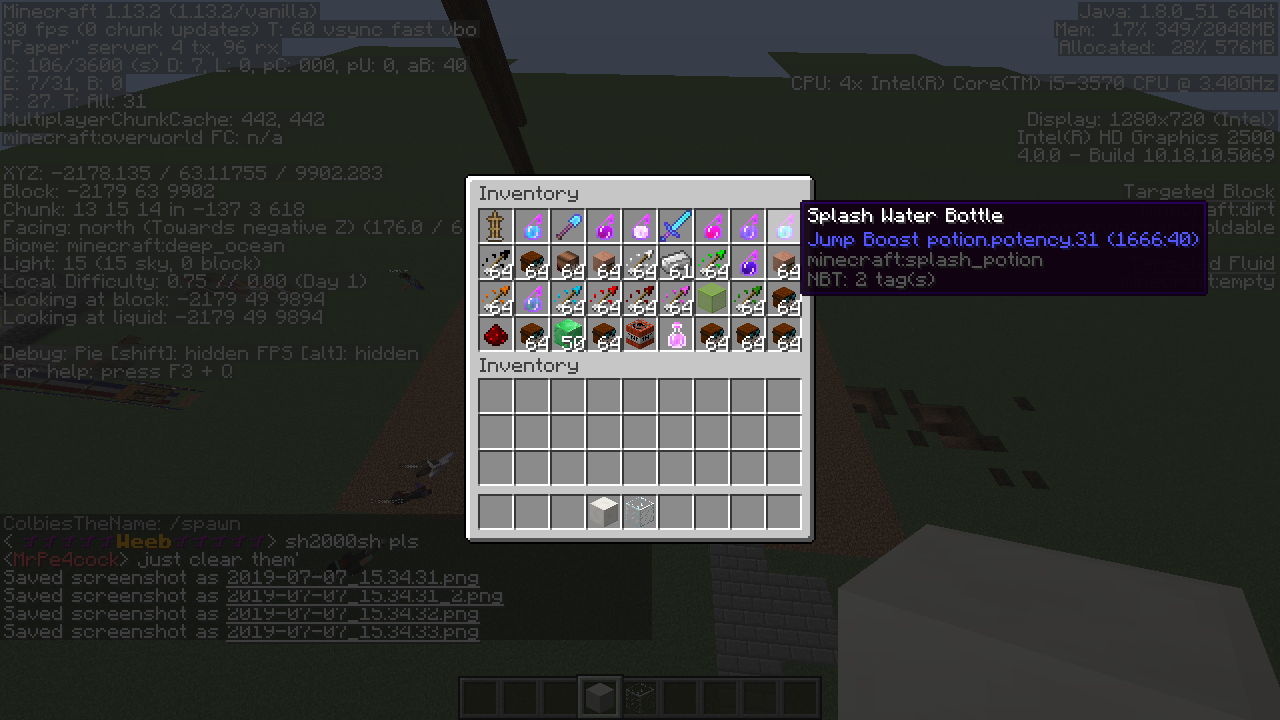 Minecraft 1.13.2 (1.13.2/vanilla)
30 fps (0 chunk updates) T: 60 vsync fast vbo
"Paper" server, 4 tx, 96 rx
C: 106/3600 (s) D: 7, L: 0, pC: 000, pU: 0, aB: 40
E: 7/31, B: 0
P: 27. T: All: 31
MultiplayerChunkCache: 442, 442
minecraft:overworld FC: n/a
XYZ: -2178.135 / 63.11755 / 9902.283
Block: -2179 63 9902
Chunk: 13 15 14 in -137 3 618
Facing: north (Towards negative Z) (176.0 / 6
Biome: minecraft:deep_ocean
Light: 15 (15 sky, 0 block)
Local Difficulty: 0.75 // 0.00 (Day 1)
Looking at block: -2179 49 9894
Looking at liquid: -2179 49 9894
Debug: Pie [shift]: hidden FPS [alt]: hidden
For help: press F3 + Q
Java: 1.8.0_51 64bit
Mem: 17% 349/2048MB
Allocated: 28% 576MB
CPU: 4x Intel(R) Core(TM) i5-3570 CPU @ 3.40GHz
Display: 1280x720 (Intel)
Intel(R) HD Graphics 2500
4.0.0 - Build 10.18.10.5069
Targeted Block
ft:dirt
oldable
d Fluid
empty
Inventory
64 64 64 64 64 61 64 64
64 64 64 64 64 64 64
64 50 64 64 64 64 64
Splash Water Bottle
Jump Boost potion.potency.31 (1666:40)
minecraft:splash_potion
NBT: 2 tag(s)
Inventory
ColbiesTheName: /spawn
< Weeb > sh2000sh pls
<MrPe4cock> just clear them'
Saved screenshot as 2019-07-07_15.34.31.png
Saved screenshot as 2019-07-07_15.34.31_2.png
Saved screenshot as 2019-07-07_15.34.32.png
Saved screenshot as 2019-07-07_15.34.33.png